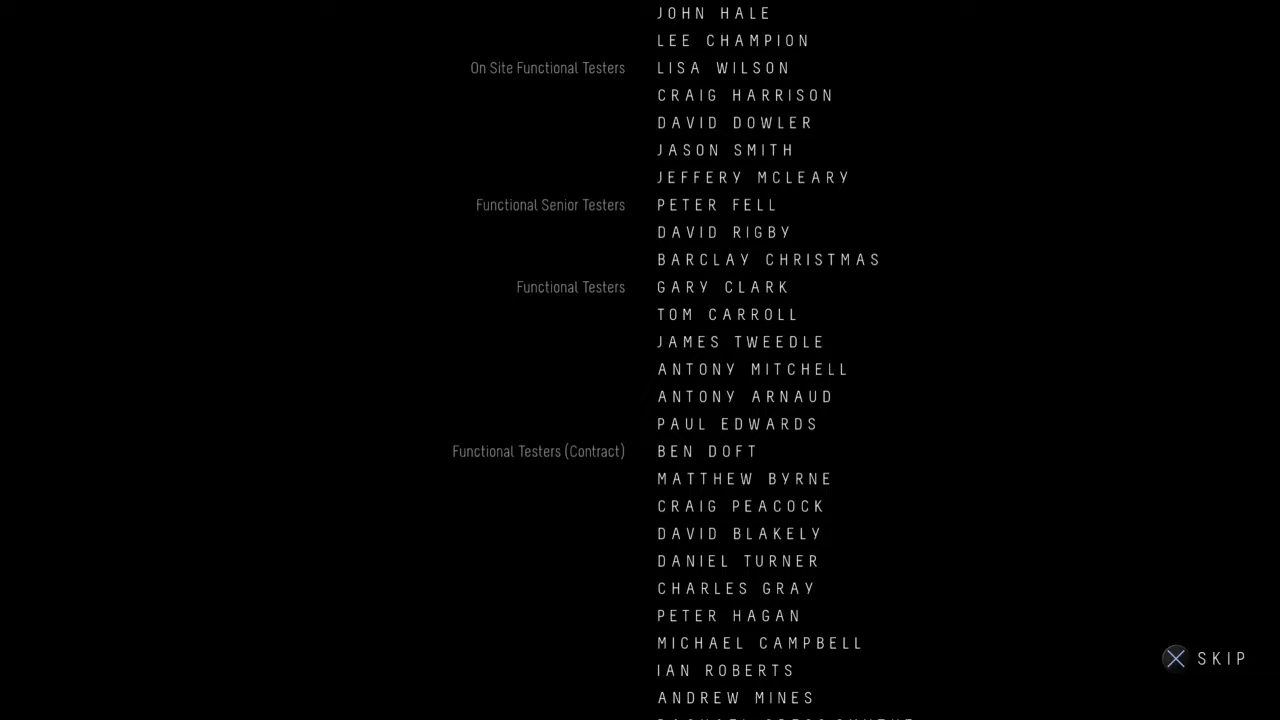 JOHN HALE
LEE CHAMPION
On Site Functional Testers LISA WILSON
CRAIG HARRISON
DAVID DOWLER
JASON SMITH
JEFFERY MCLEARY
Functional Senior Testers PETER FELL
DAVID RIGBY
BARCLAY CHRISTMAS
Functional Testers GARY CLARK
TOM CARROLL
JAMES TWEEDLE
ANTONY MITCHELL
ANTONY ARNAUD
PAUL EDWARDS
Functional Testers (Contract) BEN DOFT
MATTHEW BYRNE
CRAIG PEACOCK
DAVID BLAKELY
DANIEL TURNER
CHARLES GRAY
PETER HAGAN
MICHAEL CAMPBELL
SKIP
IAN ROBERTS
ANDREW MINES